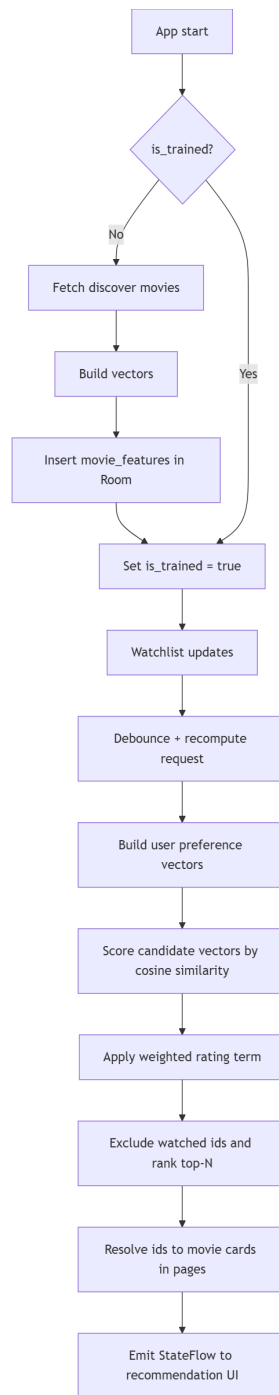 App start
is_trained?
No
Fetch discover movies
Yes
Build vectors
Insert movie_features in
Room
Set is_trained = true
Watchlist updates
Debounce + recompute
request
Build user preference
vectors
Score candidate vectors by
cosine similarity
Apply weighted rating term
Exclude watched ids and
rank top-N
Resolve ids to movie cards
in pages
Emit StateFlow to
recommendation UI